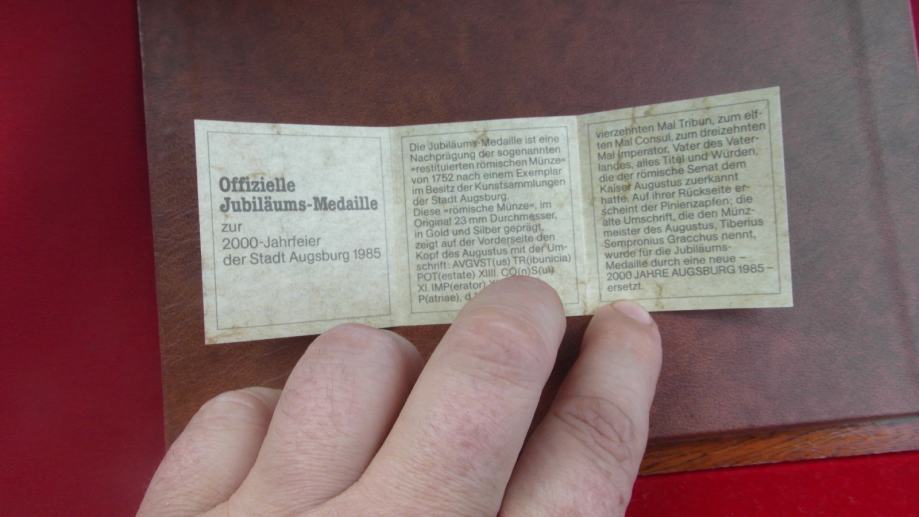 Offizielle
Jubiläums-Medaille
zur
2000-Jahrfeier
der Stadt Augsburg 1985
Die Jubiläums-Medaille ist eine
Nachprägung der sogenannten
»restituierten römischen Münze«
von 1752 nach einem Exemplar
im Besitz der Kunstsammlungen
der Stadt Augsburg.
Diese »römische Münze«, im
Original 23 mm Durchmesser,
in Gold und Silber geprägt,
zeigt auf der Vorderseite den
Kopf des Augustus mit der Um-
schrift: AVGVST(us) TR(ibunicia)
POT(estate) XIIII. CO(n)S(ul)
XI. IMP(erator)
P(atriae), d.
vierzehnten Mal Tribun, zum elf-
ten Mal Consul, zum dreizehnten
Mal Imperator, Vater des Vater-
landes, alles Titel und Würden,
die der römische Senat dem
Kaiser Augustus zuerkannt
hatte. Auf ihrer Rückseite er-
scheint der Pinienzapfen; die
alte Umschrift, die den Münz-
meister des Augustus, Tiberius
Sempronius Gracchus nennt,
wurde für die Jubiläums-
Medaille durch eine neue –
2000 JAHRE AUGSBURG 1985 –
ersetzt.